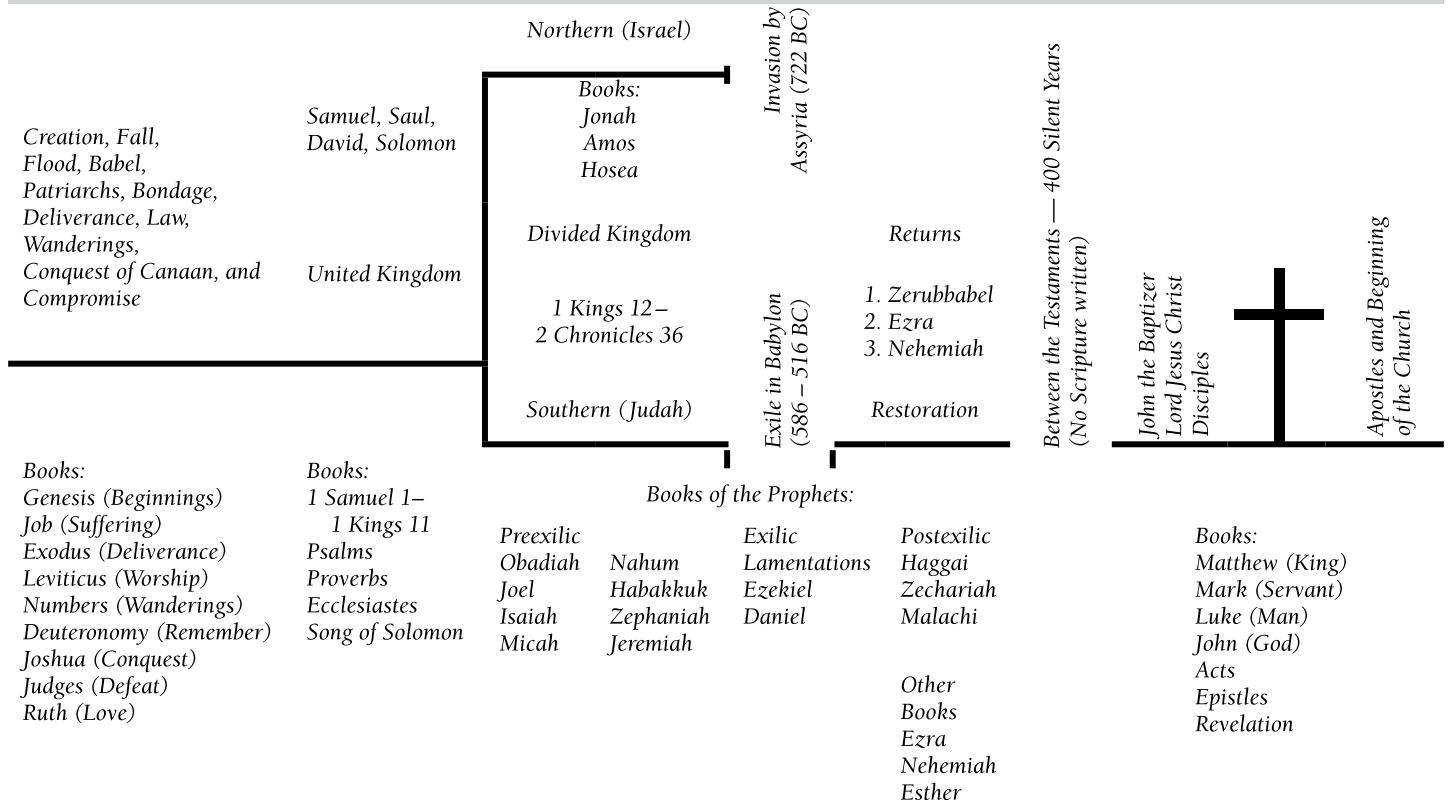 Creation, Fall,
Flood, Babel,
Patriarchs, Bondage,
Deliverance, Law,
Wanderings,
Conquest of Canaan, and
Compromise
Samuel, Saul,
David, Solomon
United Kingdom
Northern (Israel)
Books:
Jonah
Amos
Hosea
Divided Kingdom
1 Kings 12–
2 Chronicles 36
Southern (Judah)
Invasion by
Assyria (722 BC)
Exile in Babylon
(586 – 516 BC)
Returns
1. Zerubbabel
2. Ezra
3. Nehemiah
Restoration
Between the Testaments — 400 Silent Years
(No Scripture written)
John the Baptizer
Lord Jesus Christ
Disciples
Apostles and Beginning
of the Church
Books:
Genesis (Beginnings)
Job (Suffering)
Exodus (Deliverance)
Leviticus (Worship)
Numbers (Wanderings)
Deuteronomy (Remember)
Joshua (Conquest)
Judges (Defeat)
Ruth (Love)
Books:
1 Samuel 1–
1 Kings 11
Psalms
Proverbs
Ecclesiastes
Song of Solomon
Books of the Prophets:
Preexilic
Obadiah
Joel
Isaiah
Micah
Nahum
Habakkuk
Zephaniah
Jeremiah
Exilic
Lamentations
Ezekiel
Daniel
Postexilic
Haggai
Zechariah
Malachi
Other
Books
Ezra
Nehemiah
Esther
Books:
Matthew (King)
Mark (Servant)
Luke (Man)
John (God)
Acts
Epistles
Revelation